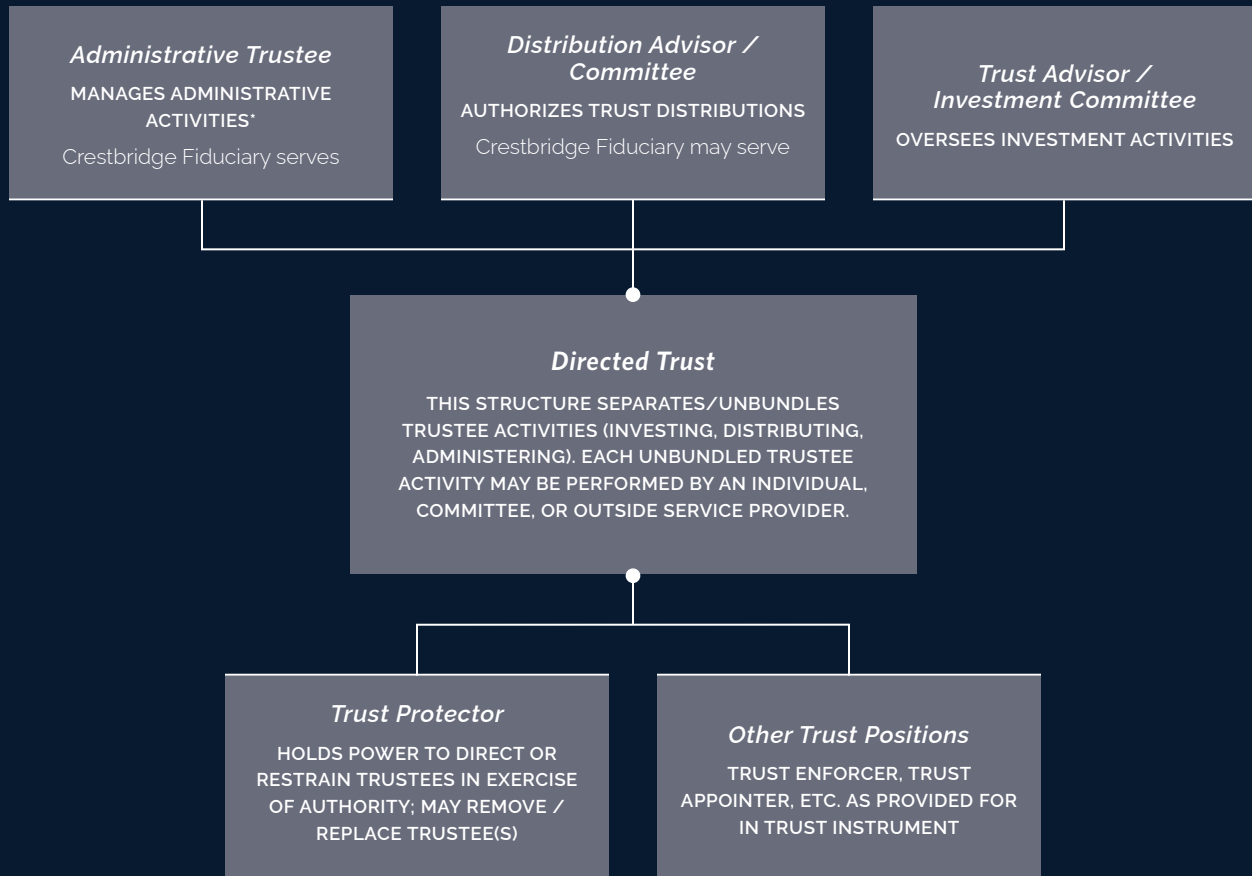 Administrative Trustee
MANAGES ADMINISTRATIVE
ACTIVITIES*
Crestbridge Fiduciary serves
Distribution Advisor /
Committee
AUTHORIZES TRUST DISTRIBUTIONS
Crestbridge Fiduciary may serve
Trust Advisor /
Investment Committee
OVERSEES INVESTMENT ACTIVITIES
Directed Trust
THIS STRUCTURE SEPARATES/UNBUNDLES
TRUSTEE ACTIVITIES (INVESTING, DISTRIBUTING,
ADMINISTERING). EACH UNBUNDLED TRUSTEE
ACTIVITY MAY BE PERFORMED BY AN INDIVIDUAL,
COMMITTEE, OR OUTSIDE SERVICE PROVIDER.
Trust Protector
HOLDS POWER TO DIRECT OR
RESTRAIN TRUSTEES IN EXERCISE
OF AUTHORITY; MAY REMOVE /
REPLACE TRUSTEE(S)
Other Trust Positions
TRUST ENFORCER, TRUST
APPOINTER, ETC. AS PROVIDED FOR
IN TRUST INSTRUMENT